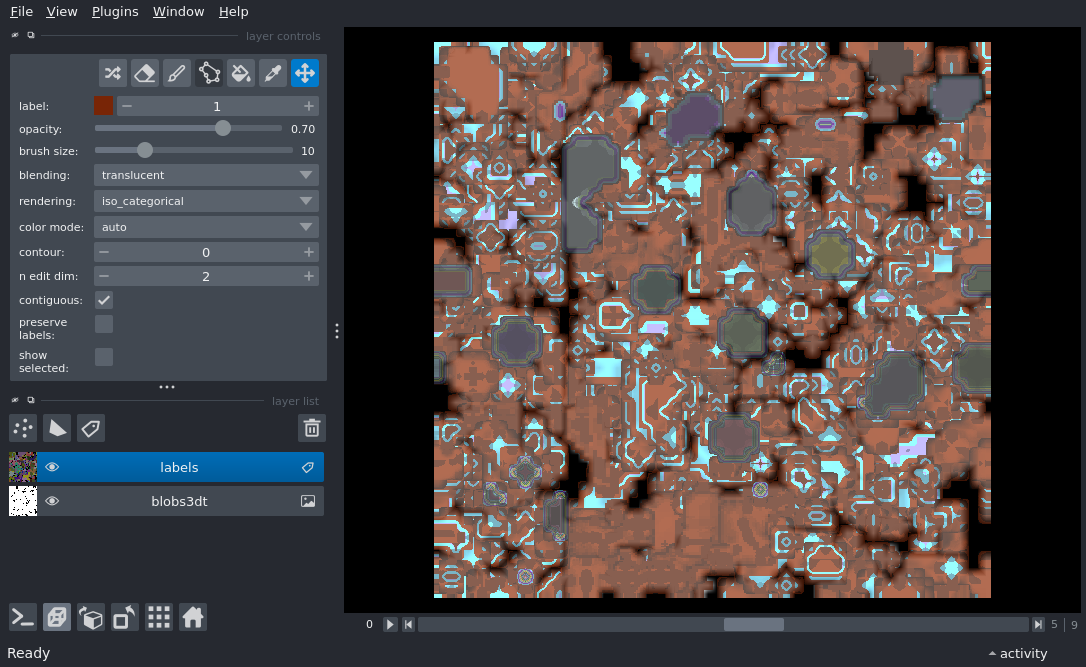 File View Plugins Window Help
layer controls
label: 1
opacity: 0.70
brush size: 10
blending: translucent
rendering: iso_categorical
color mode: auto
contour: 0
n edit dim: 2
contiguous:
preserve
labels:
show
selected:
layer list
labels
blobs3dt
0 5 | 9
Ready activity